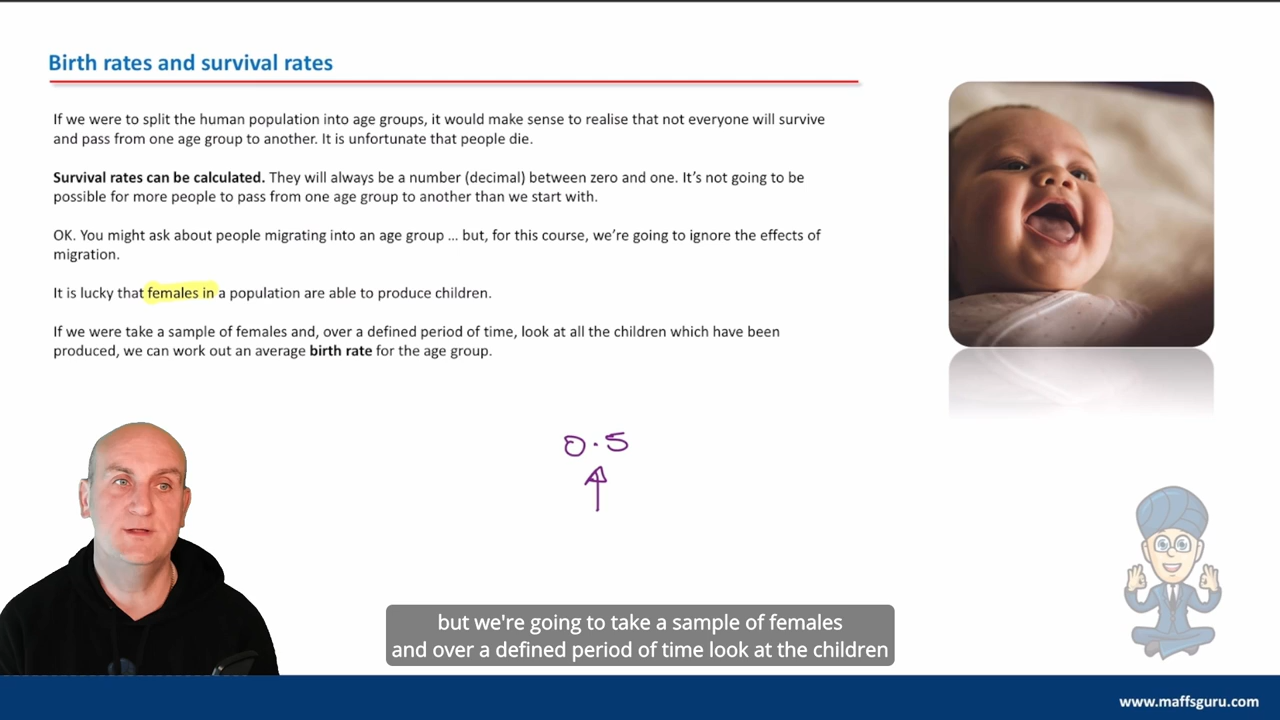 Birth rates and survival rates
If we were to split the human population into age groups, it would make sense to realise that not everyone will survive
and pass from one age group to another. It is unfortunate that people die.
Survival rates can be calculated. They will always be a number (decimal) between zero and one. It's not going to be
possible for more people to pass from one age group to another than we start with.
OK. You might ask about people migrating into an age group ... but, for this course, we're going to ignore the effects of
migration.
It is lucky that females in a population are able to produce children.
If we were take a sample of females and, over a defined period of time, look at all the children which have been
produced, we can work out an average birth rate for the age group.
0.5
but we're going to take a sample of females
and over a defined period of time look at the children
www.maffsguru.com